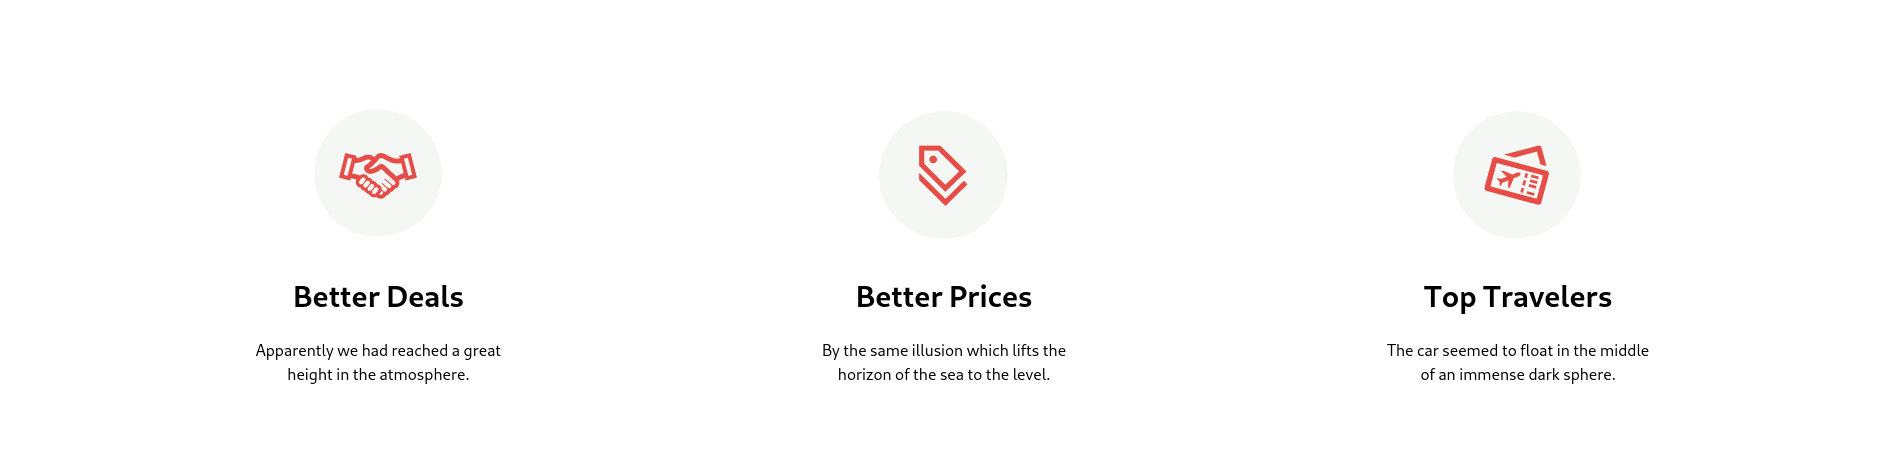 Better Deals
Apparently we had reached a great
height in the atmosphere.
Better Prices
By the same illusion which lifts the
horizon of the sea to the level.
Top Travelers
The car seemed to float in the middle
of an immense dark sphere.